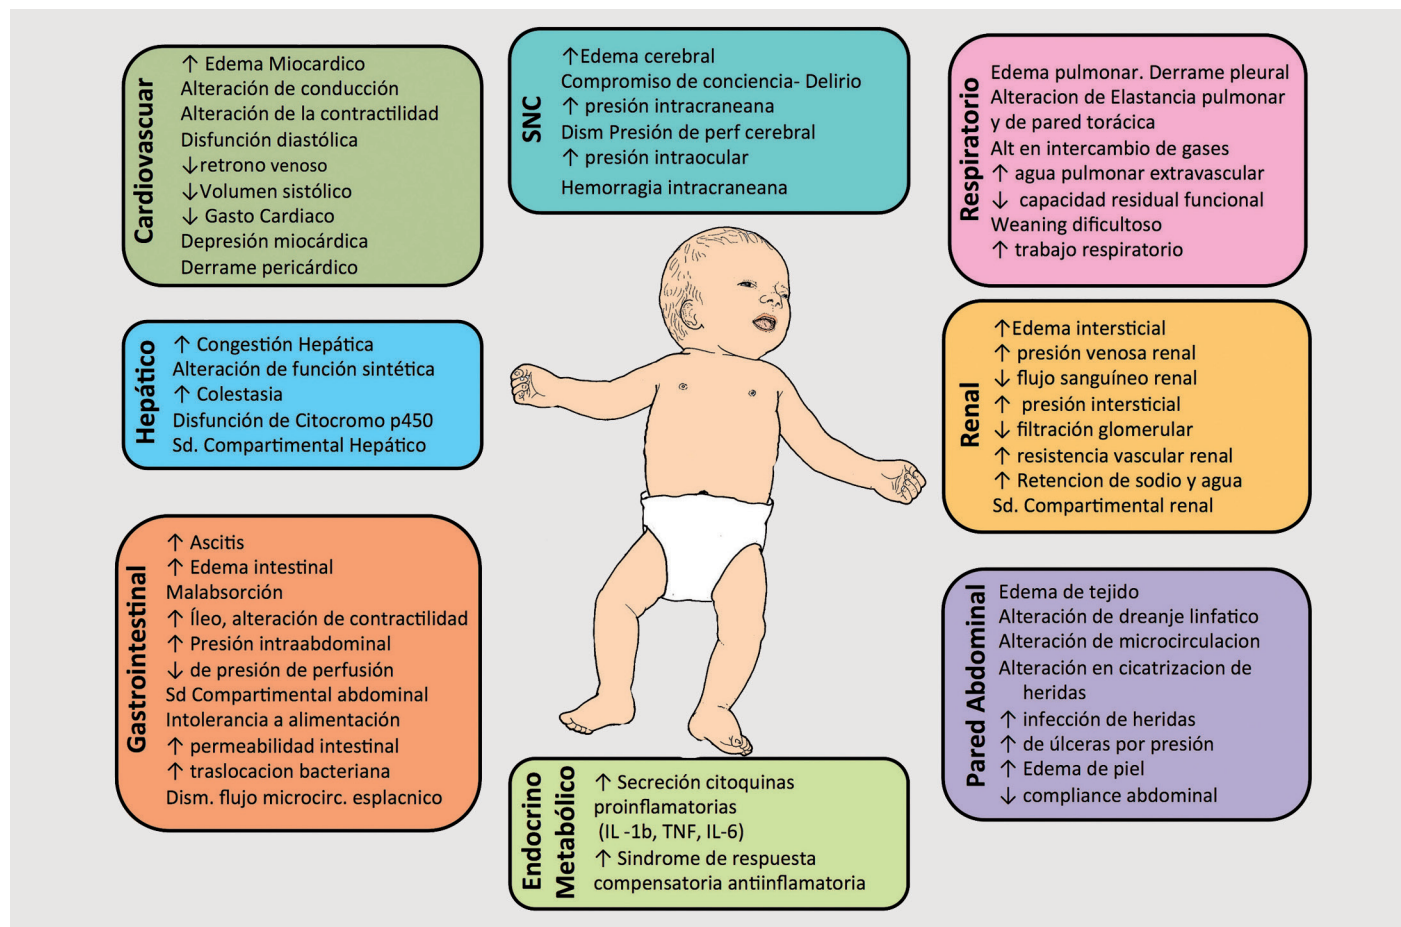 Cardiovascuar
↑ Edema Miocardico
Alteración de conducción
Alteración de la contractilidad
Disfunción diastólica
↓retrono venoso
↓Volumen sistólico
↓ Gasto Cardiaco
Depresión miocárdica
Derrame pericárdico
SNC
↑Edema cerebral
Compromiso de conciencia- Delirio
↑ presión intracraneana
Dism Presión de perf cerebral
↑ presión intraocular
Hemorragia intracraneana
Respiratorio
Edema pulmonar. Derrame pleural
Alteracion de Elastancia pulmonar
y de pared torácica
Alt en intercambio de gases
↑ agua pulmonar extravascular
↓ capacidad residual funcional
Weaning dificultoso
↑ trabajo respiratorio
Hepático
↑ Congestión Hepática
Alteración de función sintética
↑ Colestasia
Disfunción de Citocromo p450
Sd. Compartimental Hepático
Renal
↑Edema intersticial
↑ presión venosa renal
↓ flujo sanguíneo renal
↑ presión intersticial
↓ filtración glomerular
↑ resistencia vascular renal
↑ Retencion de sodio y agua
Sd. Compartimental renal
Gastrointestinal
↑ Ascitis
↑ Edema intestinal
Malabsorción
↑ Íleo, alteración de contractilidad
↑ Presión intraabdominal
↓ de presión de perfusión
Sd Compartimental abdominal
Intolerancia a alimentación
↑ permeabilidad intestinal
↑ traslocacion bacteriana
Dism. flujo microcirc. esplacnico
Pared Abdominal
Edema de tejido
Alteración de dreanje linfatico
Alteración de microcirculacion
Alteración en cicatrizacion de
heridas
↑ infección de heridas
↑ de úlceras por presión
↑ Edema de piel
↓ compliance abdominal
Endocrino
Metabólico
↑ Secreción citoquinas
proinflamatorias
(IL -1b, TNF, IL-6)
↑ Sindrome de respuesta
compensatoria antiinflamatoria